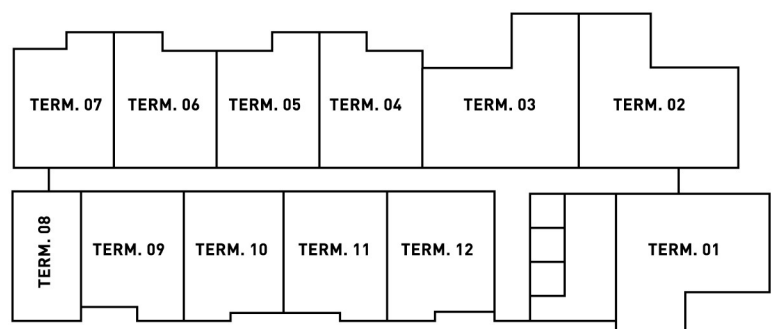 TERM. 07
TERM. 06
TERM. 05
TERM. 04
TERM. 03
TERM. 02
TERM. 08
TERM. 09
TERM. 10
TERM. 11
TERM. 12
TERM. 01